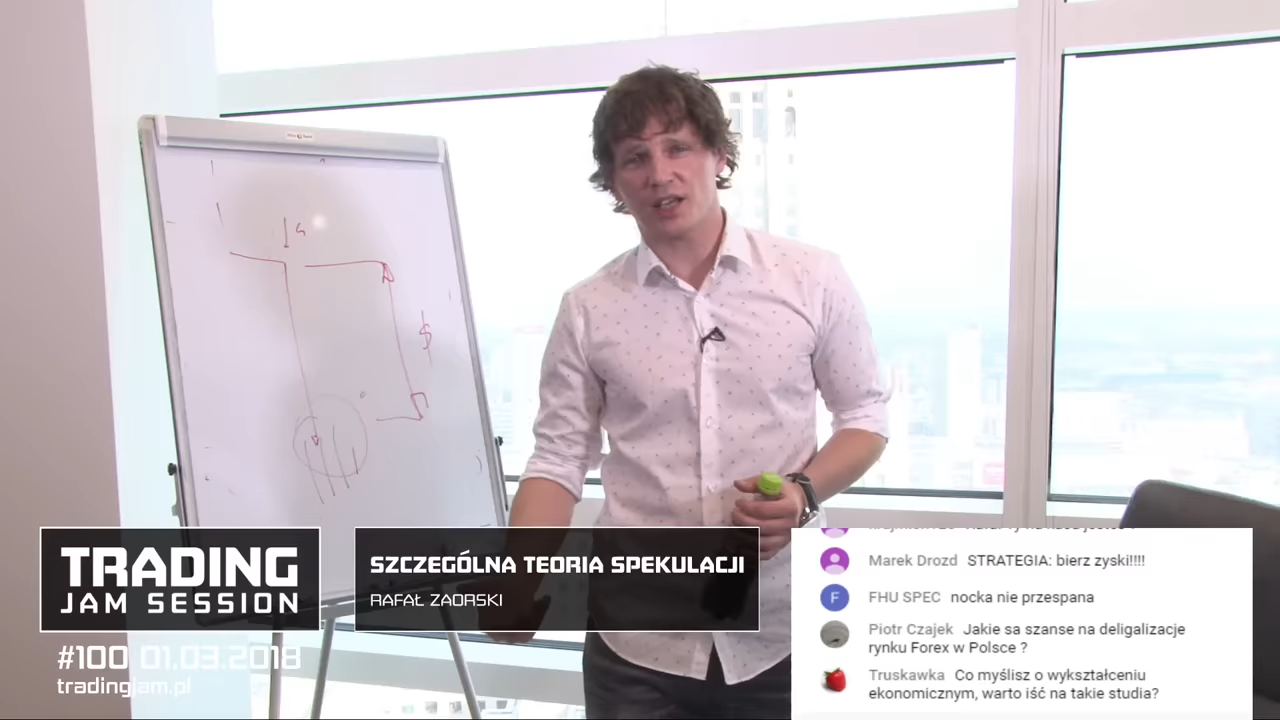 $
TRADING
JAM SESSION
#100 01.03.2018
tradingjam.pl
SZCZEGÓLNA TEORIA SPEKULACJI
RAFAŁ ZAORSKI
Marek Drozd STRATEGIA: bierz zyski!!!!
F FHU SPEC nocka nie przespana
Piotr Czajek Jakie sa szanse na deligalizacje
rynku Forex w Polsce ?
Truskawka Co myślisz o wykształceniu
ekonomicznym, warto iść na takie studia?